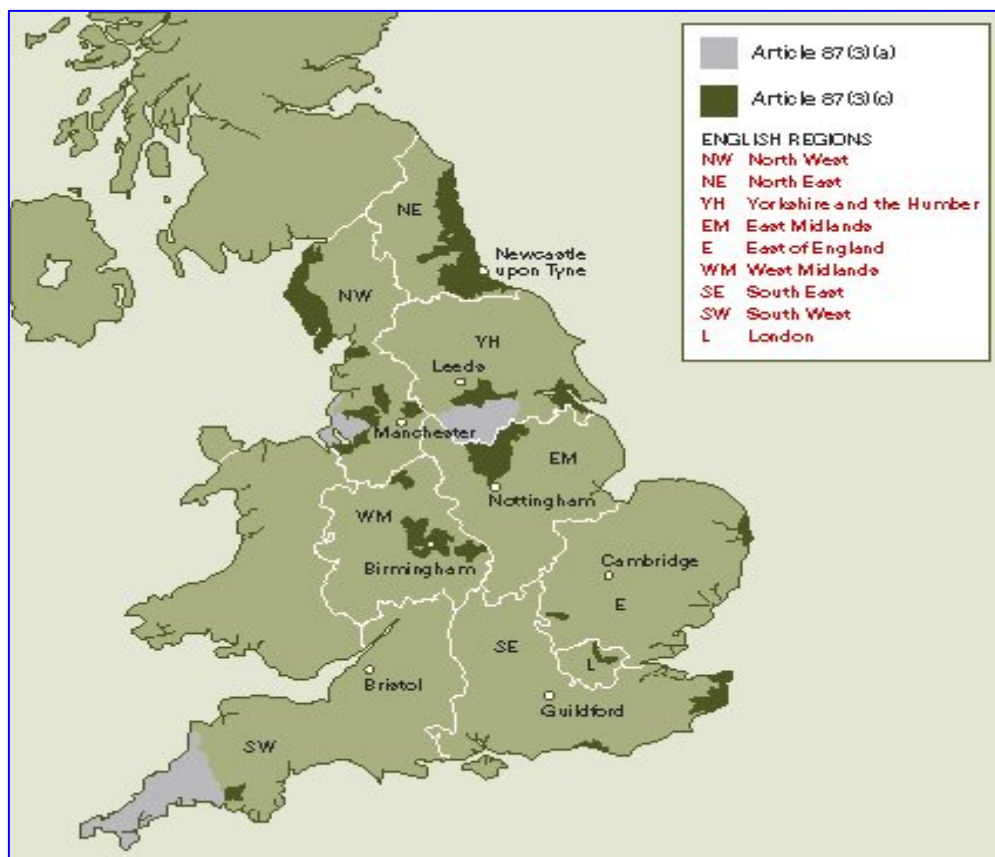 Article 87(3)(a)
Article 87(3)(c)
ENGLISH REGIONS
NW North West
NE North East
YH Yorkshire and the Humber
EM East Midlands
E East of England
WM West Midlands
SE South East
SW South West
L London
NE
Newcastle
upon Tyne
NW
YH
Leeds
Manchester
EM
Nottingham
WM
Birmingham
Cambridge
E
SE
L
Bristol
Guildford
SW